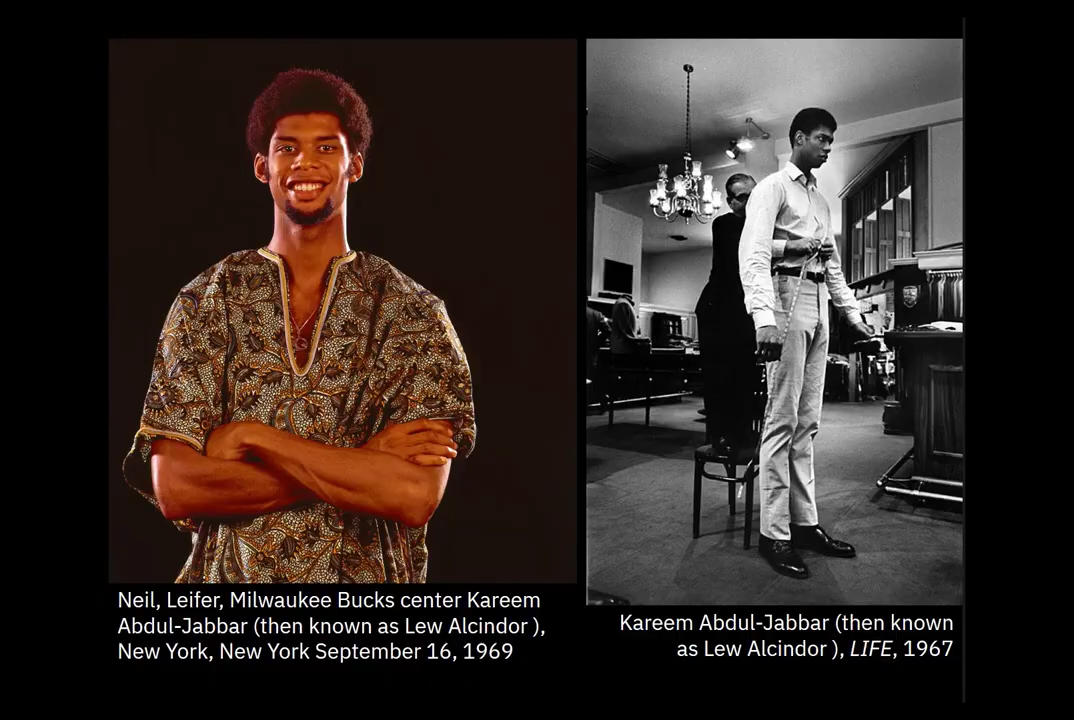 Neil, Leifer, Milwaukee Bucks center Kareem
Abdul-Jabbar (then known as Lew Alcindor ),
New York, New York September 16, 1969
Kareem Abdul-Jabbar (then known
as Lew Alcindor ), LIFE, 1967